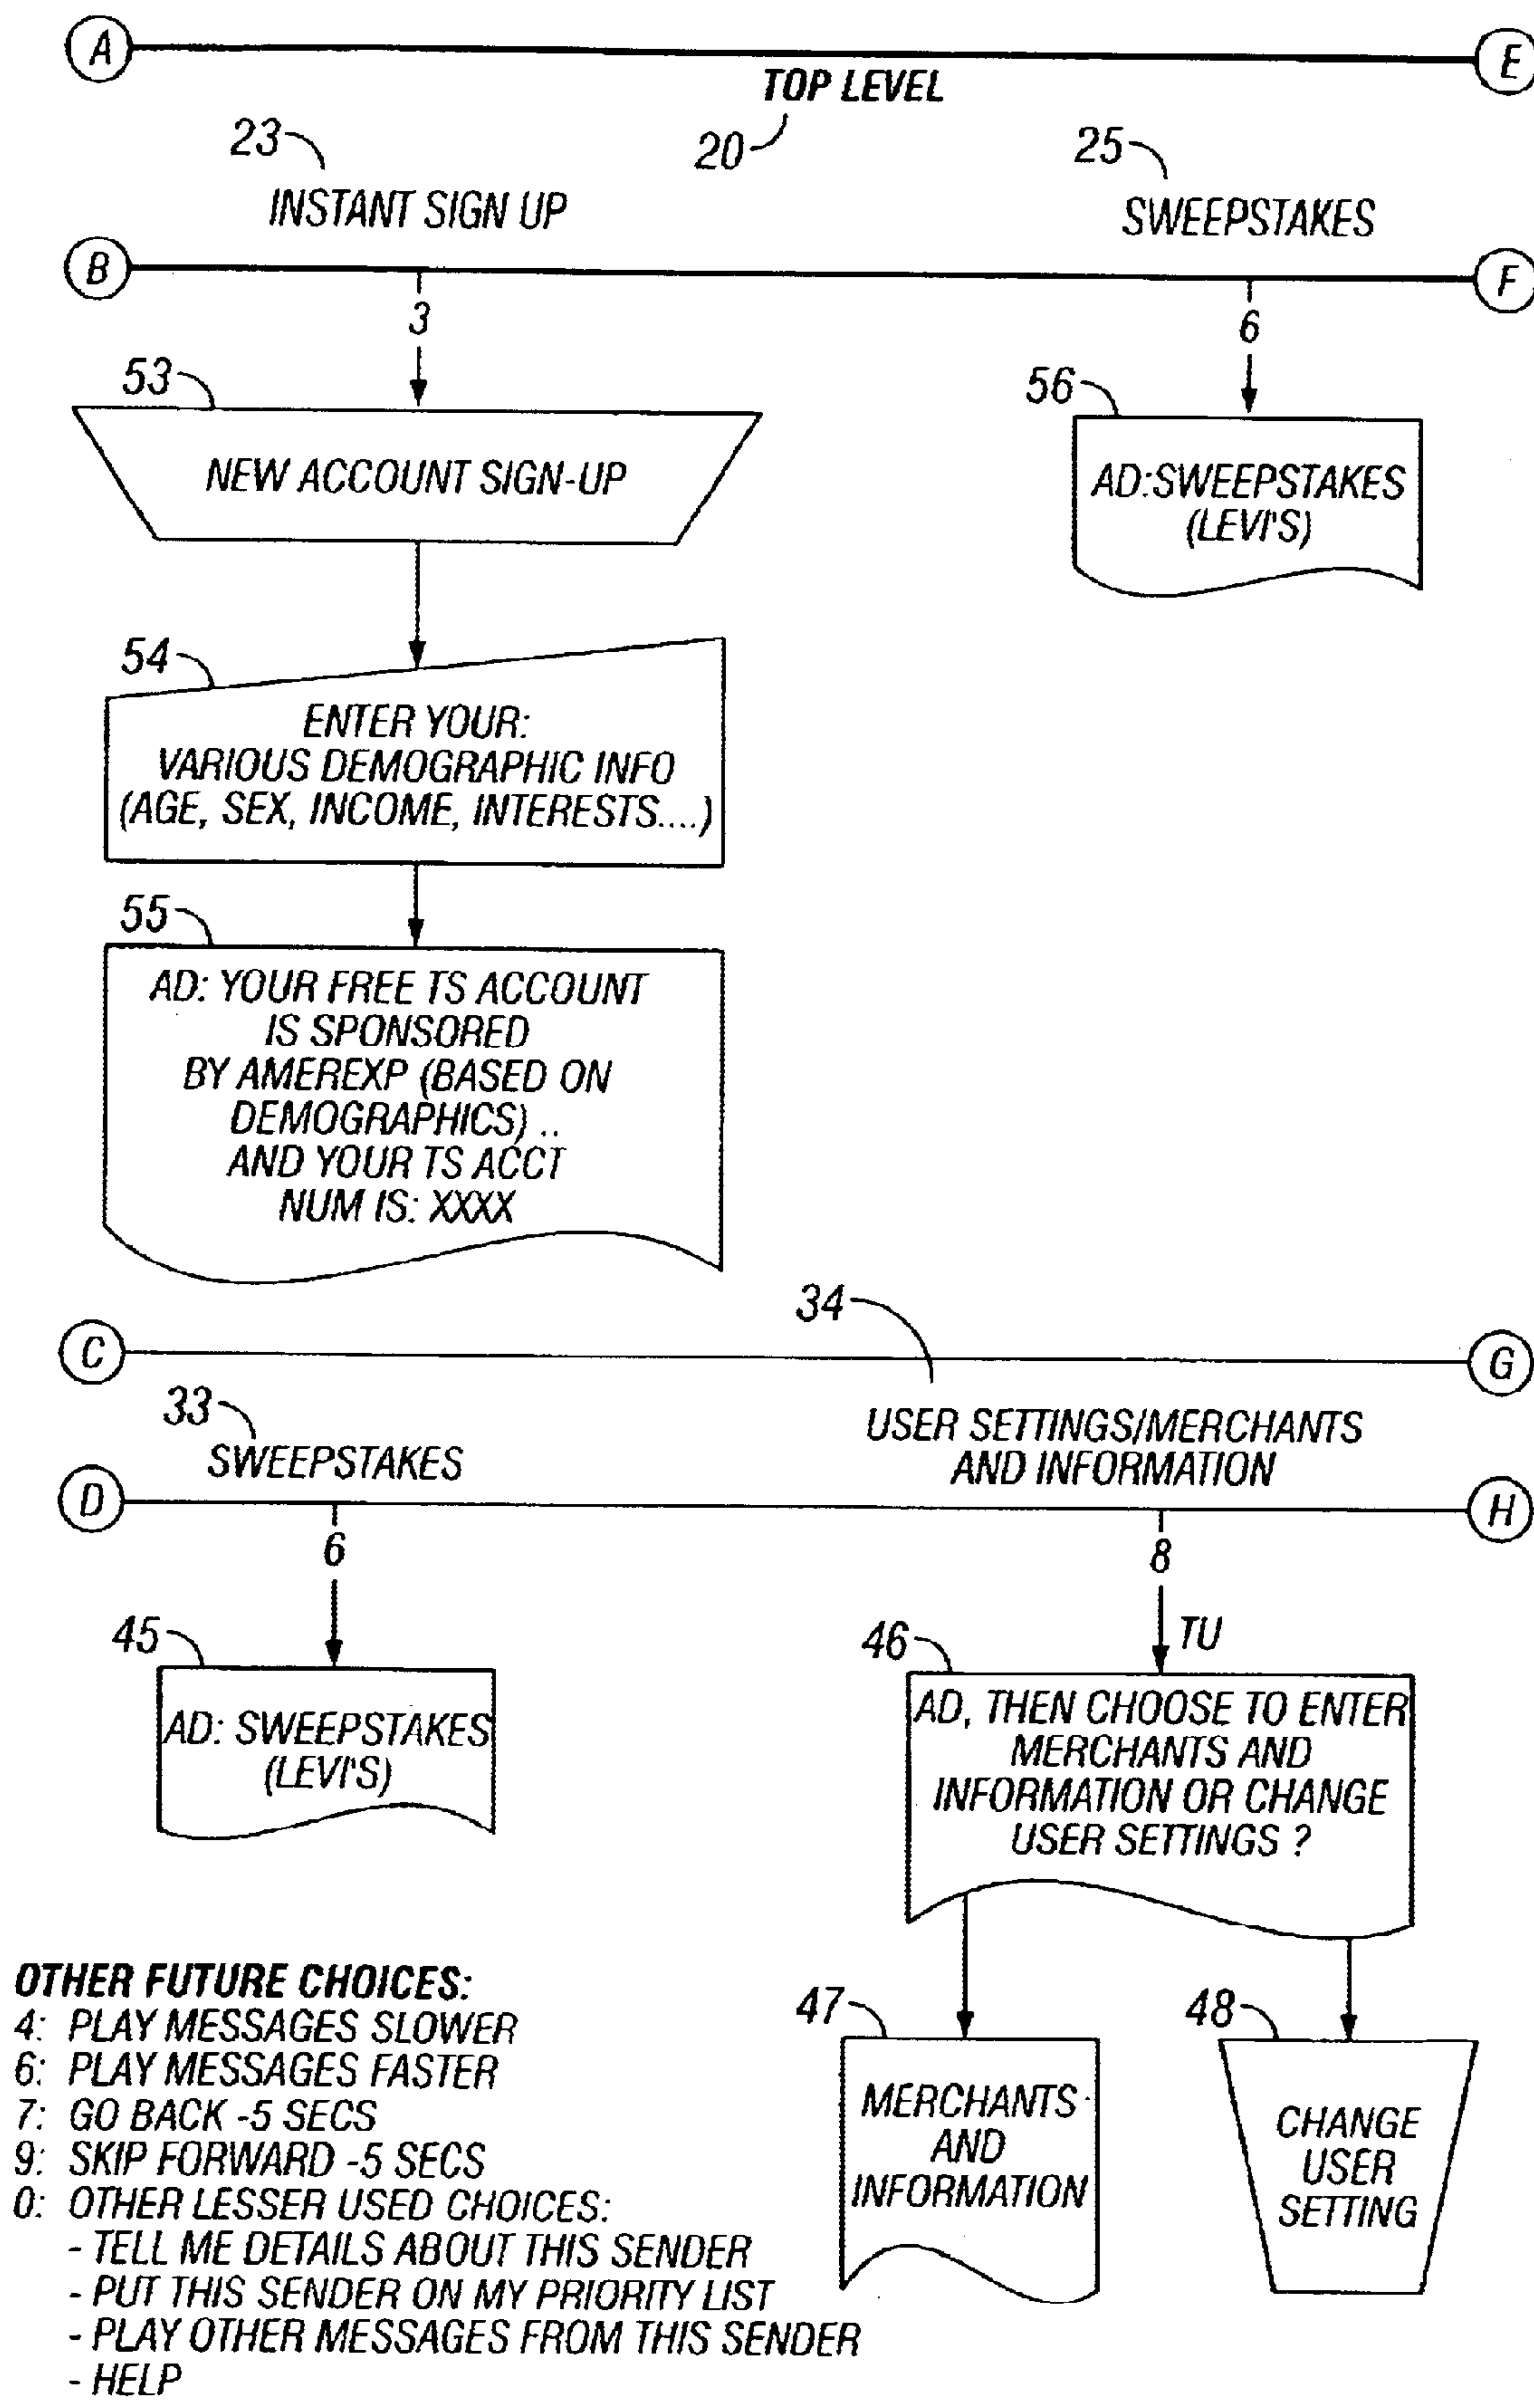 A
E
TOP LEVEL
20
23
INSTANT SIGN UP
25
SWEEPSTAKES
B
F
3
6
53
NEW ACCOUNT SIGN-UP
56
AD:SWEEPSTAKES
(LEVI'S)
54
ENTER YOUR:
VARIOUS DEMOGRAPHIC INFO
(AGE, SEX, INCOME, INTERESTS....)
55
AD: YOUR FREE TS ACCOUNT
IS SPONSORED
BY AMEREXP (BASED ON
DEMOGRAPHICS) ..
AND YOUR TS ACCT
NUM IS: XXXX
34
C
G
33
SWEEPSTAKES
USER SETTINGS/MERCHANTS
AND INFORMATION
D
H
6
8
TU
45
AD: SWEEPSTAKES
(LEVI'S)
46
AD, THEN CHOOSE TO ENTER
MERCHANTS AND
INFORMATION OR CHANGE
USER SETTINGS ?
47
MERCHANTS
AND
INFORMATION
48
CHANGE
USER
SETTING
OTHER FUTURE CHOICES:
4: PLAY MESSAGES SLOWER
6: PLAY MESSAGES FASTER
7: GO BACK -5 SECS
9: SKIP FORWARD -5 SECS
0: OTHER LESSER USED CHOICES:
- TELL ME DETAILS ABOUT THIS SENDER
- PUT THIS SENDER ON MY PRIORITY LIST
- PLAY OTHER MESSAGES FROM THIS SENDER
- HELP